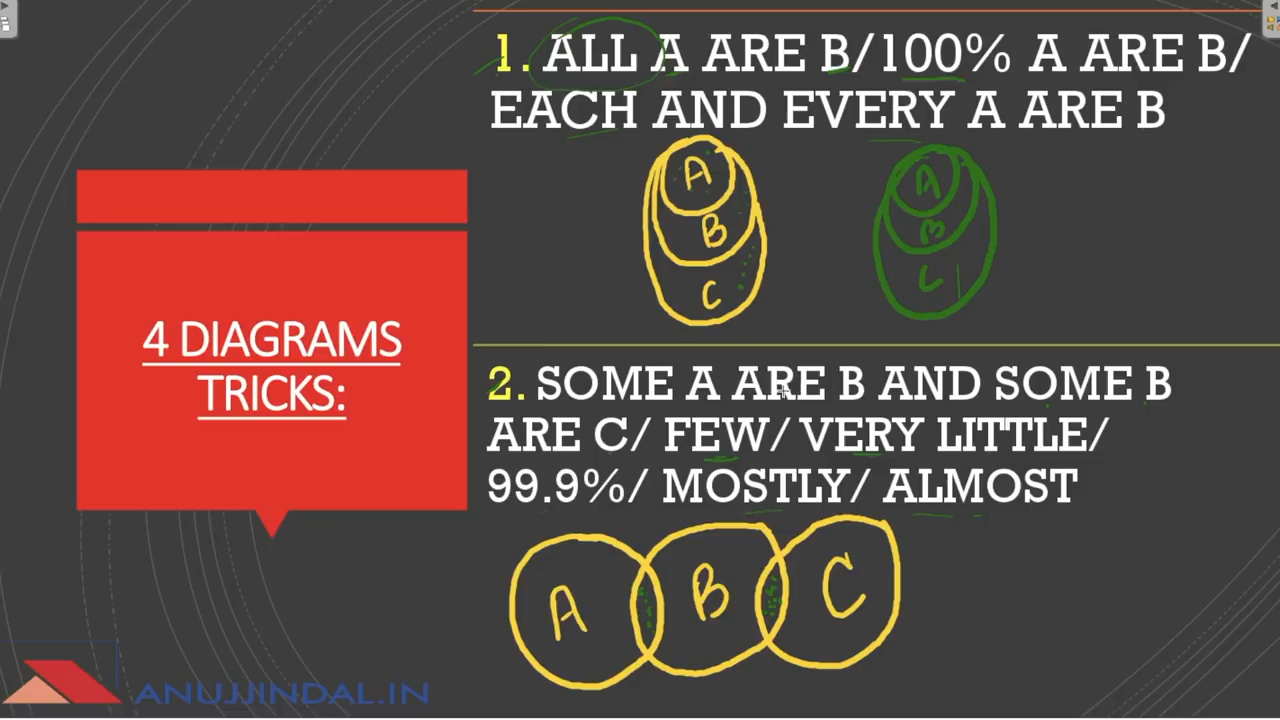 4 DIAGRAMS
TRICKS:
1. ALL A ARE B/100% A ARE B/
EACH AND EVERY A ARE B
A
B
C
A
B
C
2. SOME A ARE B AND SOME B
ARE C/ FEW/ VERY LITTLE/
99.9%/ MOSTLY/ ALMOST
A B C
ANUJJINDAL.IN